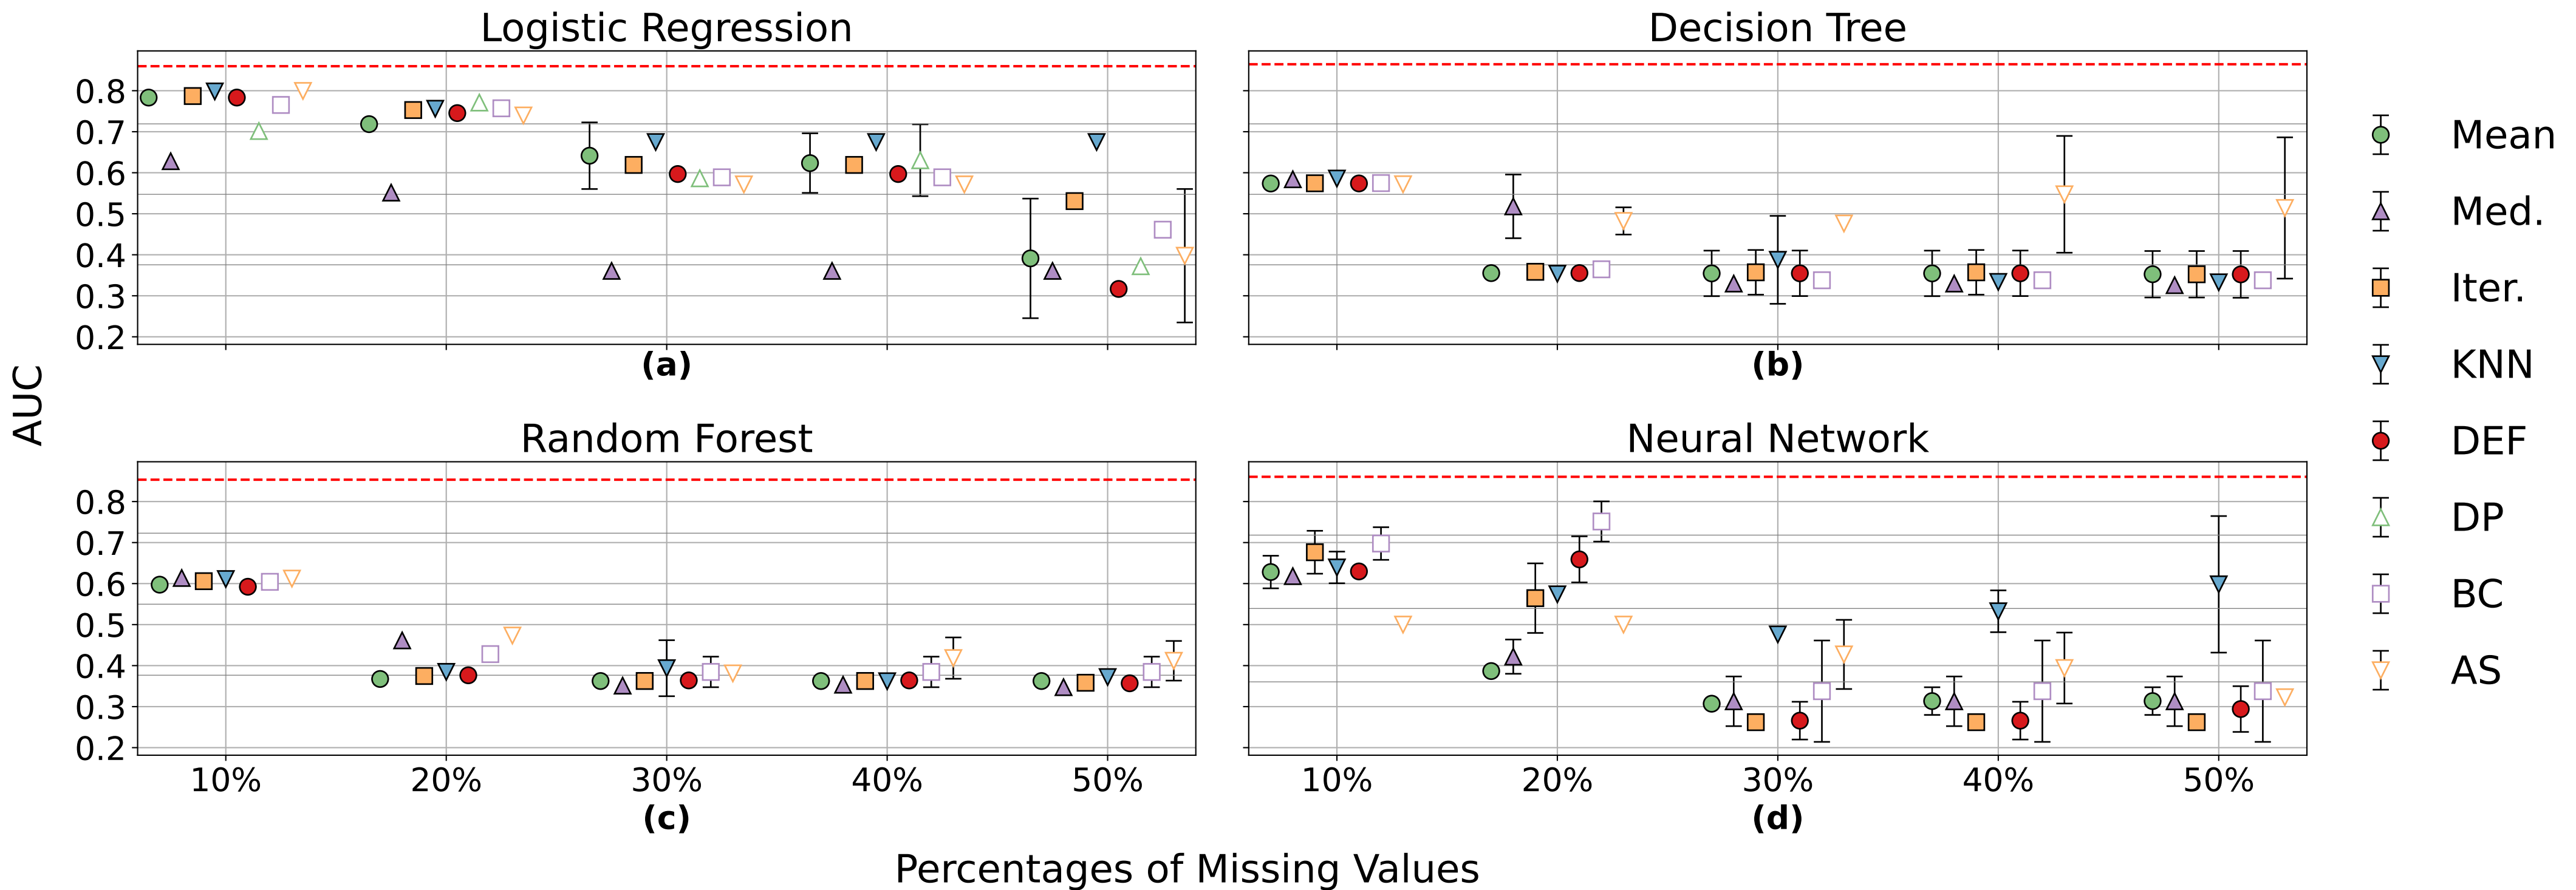 Logistic Regression
Decision Tree
0.8
0.7
0.6
0.5
0.4
0.3
0.2
(a)
(b)
AUC
Random Forest
Neural Network
0.8
0.7
0.6
0.5
0.4
0.3
0.2
10%
20%
30%
40%
50%
10%
20%
30%
40%
50%
(c)
(d)
Percentages of Missing Values
Mean
Med.
Iter.
KNN
DEF
DP
BC
AS